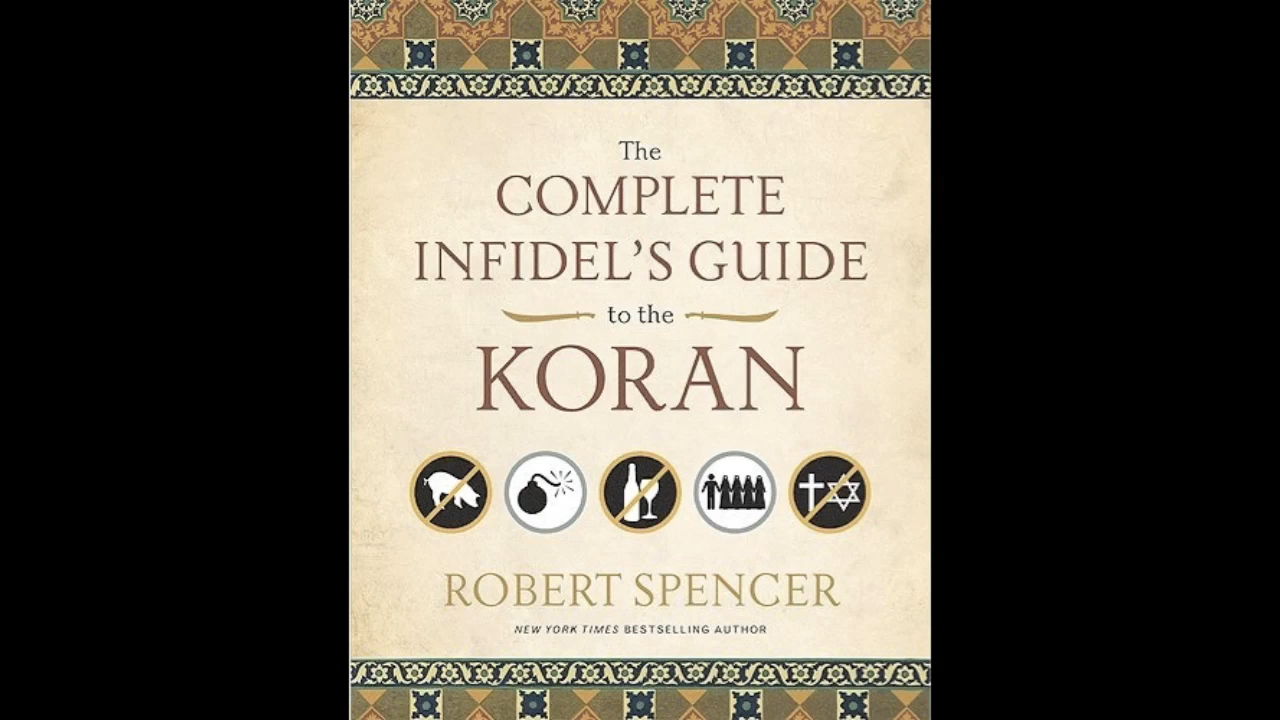 The
COMPLETE
INFIDEL’S GUIDE
to the
KORAN
ROBERT SPENCER
NEW YORK TIMES BESTSELLING AUTHOR